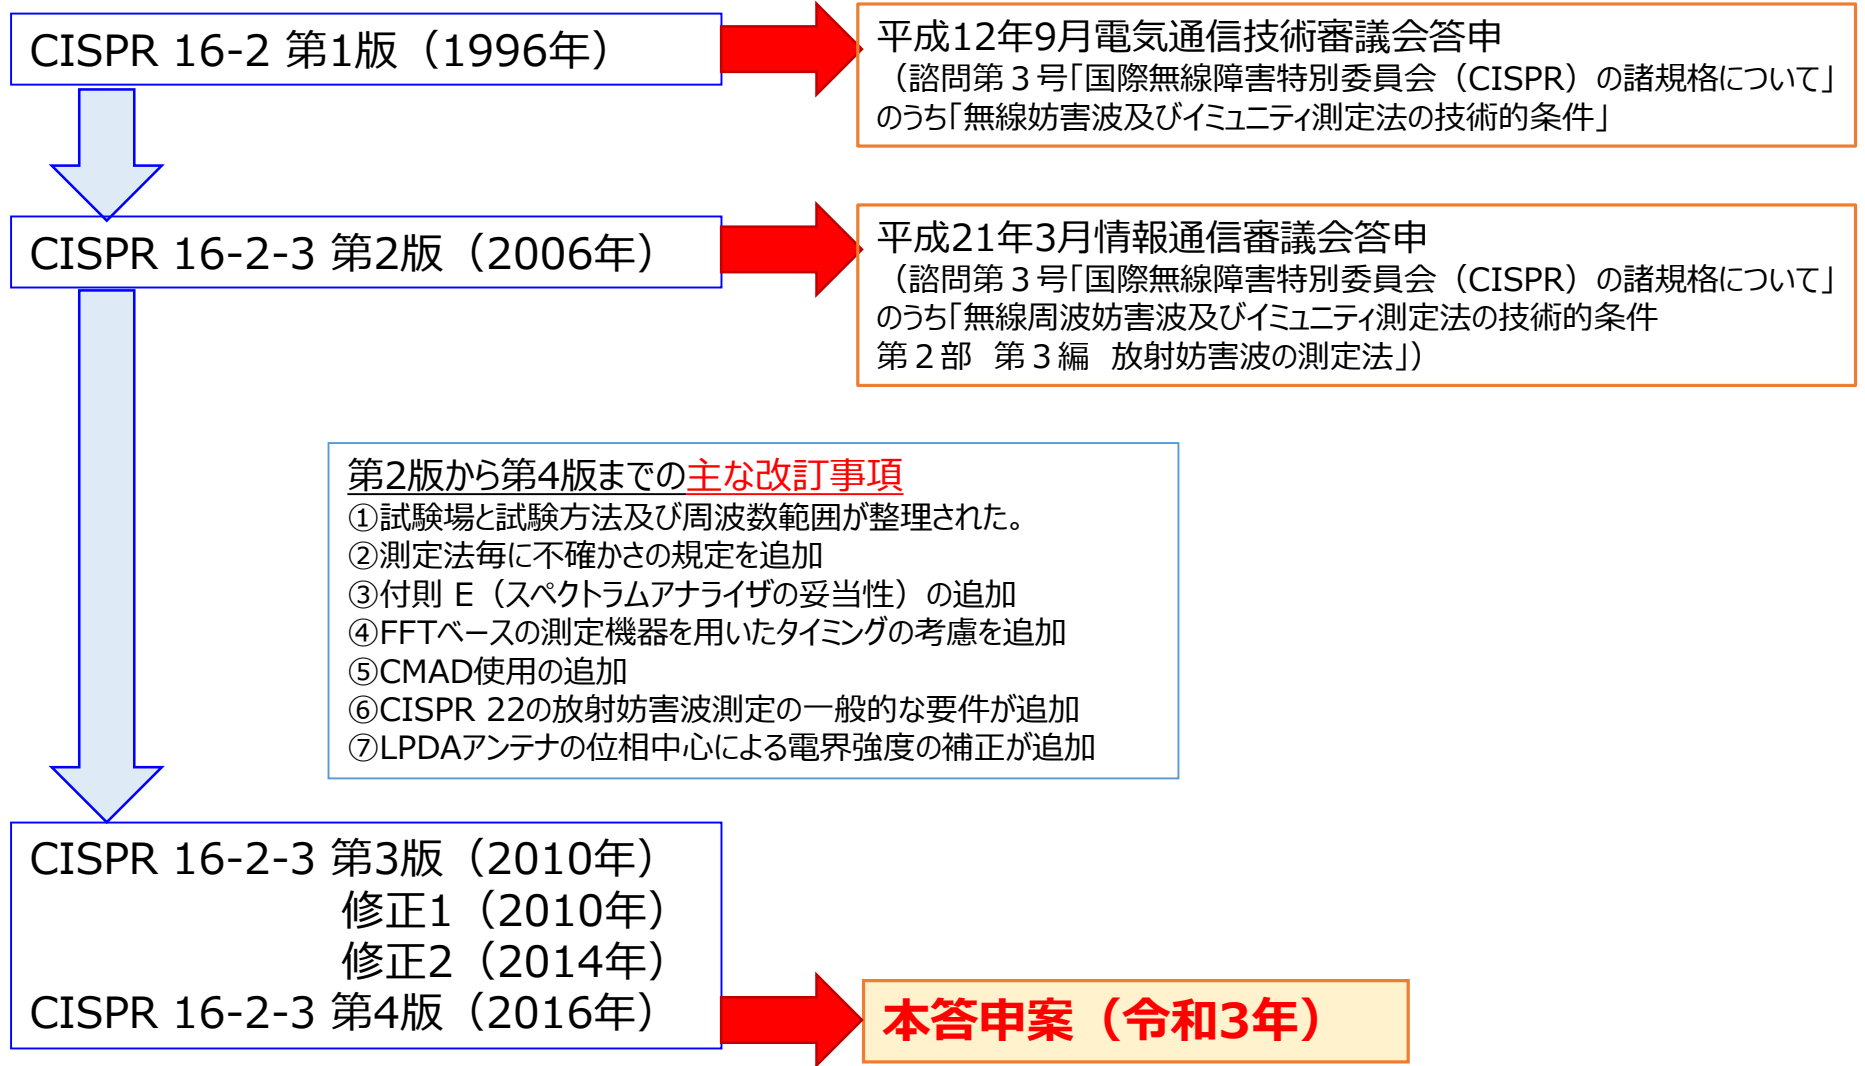 CISPR 16-2 第1版（1996年）
平成12年9月電気通信技術審議会答申
（諮問第３号「国際無線障害特別委員会（CISPR）の諸規格について」
のうち「無線妨害波及びイミュニティ測定法の技術的条件」
CISPR 16-2-3 第2版（2006年）
平成21年3月情報通信審議会答申
（諮問第３号「国際無線障害特別委員会（CISPR）の諸規格について」
のうち「無線周波妨害波及びイミュニティ測定法の技術的条件
第２部 第３編 放射妨害波の測定法」）
第2版から第4版までの主な改訂事項
①試験場と試験方法及び周波数範囲が整理された。
②測定法毎に不確かさの規定を追加
③付則 E（スペクトラムアナライザの妥当性）の追加
④FFTベースの測定機器を用いたタイミングの考慮を追加
⑤CMAD使用の追加
⑥CISPR 22の放射妨害波測定の一般的な要件が追加
⑦LPDAアンテナの位相中心による電界強度の補正が追加
CISPR 16-2-3 第3版（2010年）
修正1（2010年）
修正2（2014年）
CISPR 16-2-3 第4版（2016年）
本答申案（令和3年）